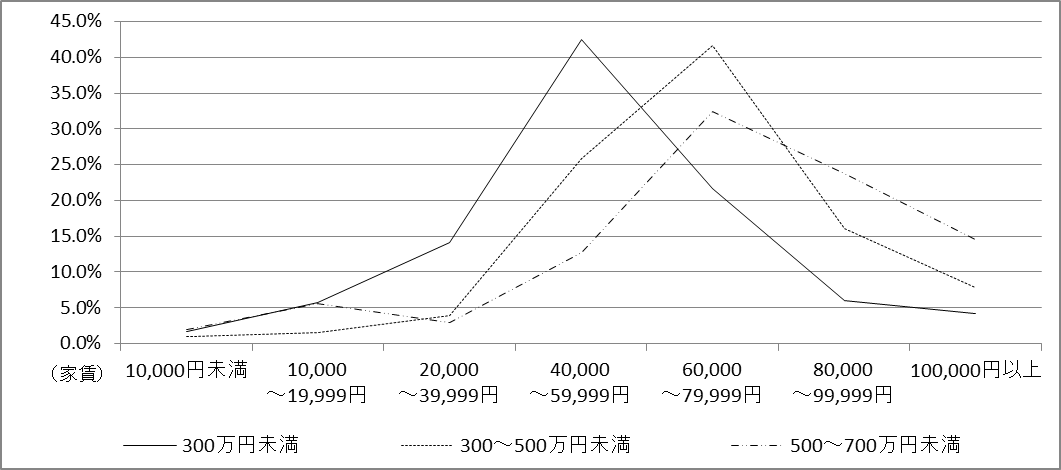 45.0%
40.0%
35.0%
30.0%
25.0%
20.0%
15.0%
10.0%
5.0%
0.0%
(家賃)
10,000円未満
10,000
～19,999円
20,000
～39,999円
40,000
～59,999円
60,000
～79,999円
80,000
～99,999円
100,000円以上
300万円未満
300～500万円未満
500～700万円未満